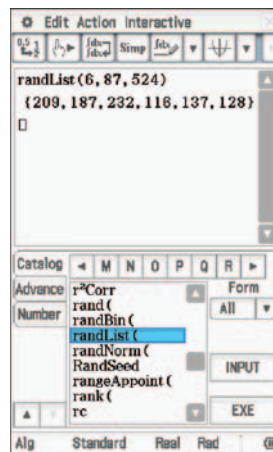 Edit Action Interactive
Simp
randList(6,87,524)
{209,187,232,116,137,128}
Catalog M N O P Q R
Advance
Number
r²Corr
rand(
randBin(
randList(
randNorm(
RandSeed
rangeAppoint(
rank(
rc
Form
All
INPUT
EXE
Alg Standard Real Rad